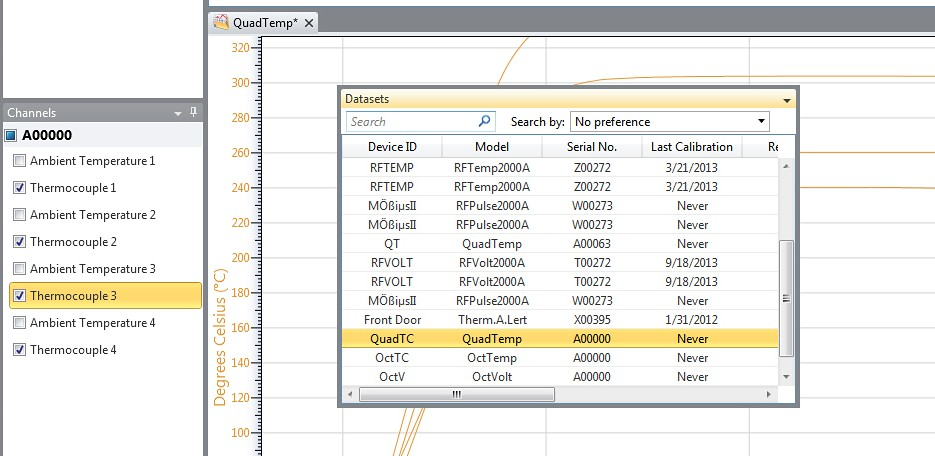 QuadTemp*
Channels
A00000
Ambient Temperature 1
Thermocouple 1
Ambient Temperature 2
Thermocouple 2
Ambient Temperature 3
Thermocouple 3
Ambient Temperature 4
Thermocouple 4
Degrees Celsius (°C)
320
300
280
260
240
220
200
180
160
140
120
100
Datasets
Search Search by: No preference
Device ID Model Serial No. Last Calibration Re
RFTEMP RFTemp2000A Z00272 3/21/2013
RFTEMP RFTemp2000A Z00272 3/21/2013
MÖßiµsII RFPulse2000A W00273 Never
MÖßiµsII RFPulse2000A W00273 Never
QT QuadTemp A00063 Never
RFVOLT RFVolt2000A T00272 9/18/2013
RFVOLT RFVolt2000A T00272 9/18/2013
MÖßiµsII RFPulse2000A W00273 Never
Front Door Therm.A.Lert X00395 1/31/2012
QuadTC QuadTemp A00000 Never
OctTC OctTemp A00000 Never
OctV OctVolt A00000 Never